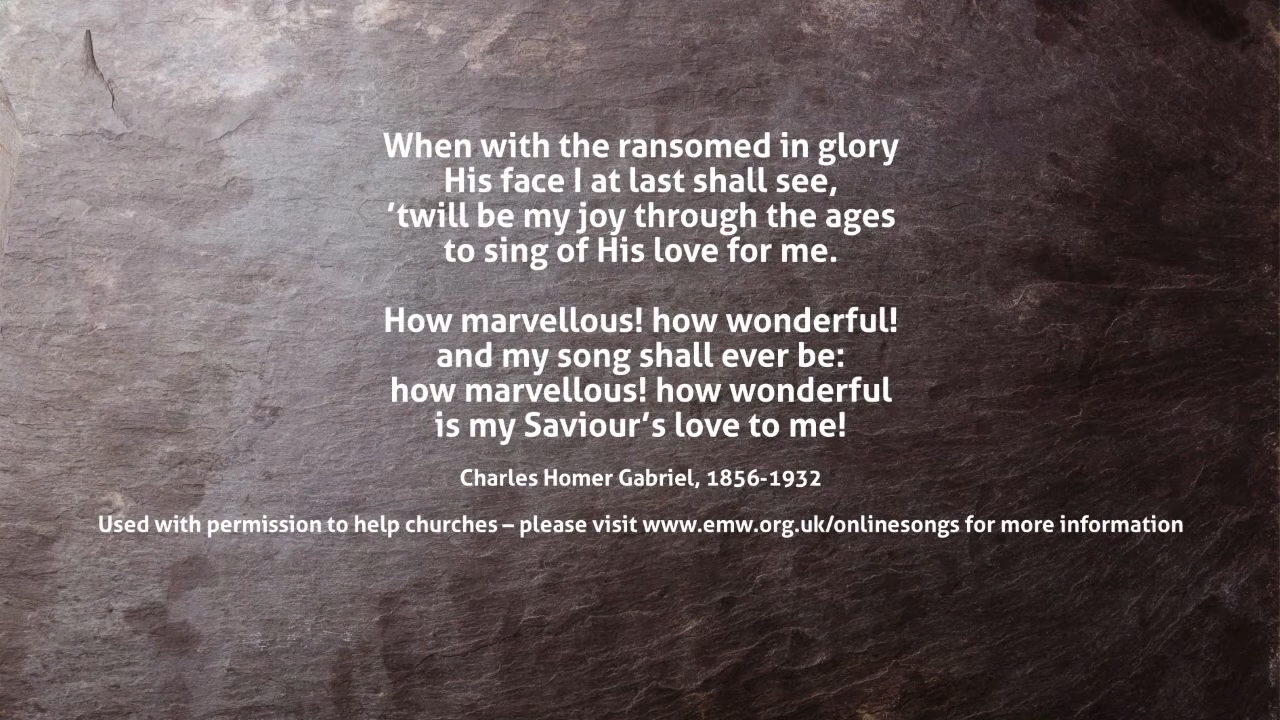 When with the ransomed in glory
His face I at last shall see,
’twill be my joy through the ages
to sing of His love for me.
How marvellous! how wonderful!
and my song shall ever be:
how marvellous! how wonderful
is my Saviour’s love to me!
Charles Homer Gabriel, 1856-1932
Used with permission to help churches – please visit www.emw.org.uk/onlinesongs for more information